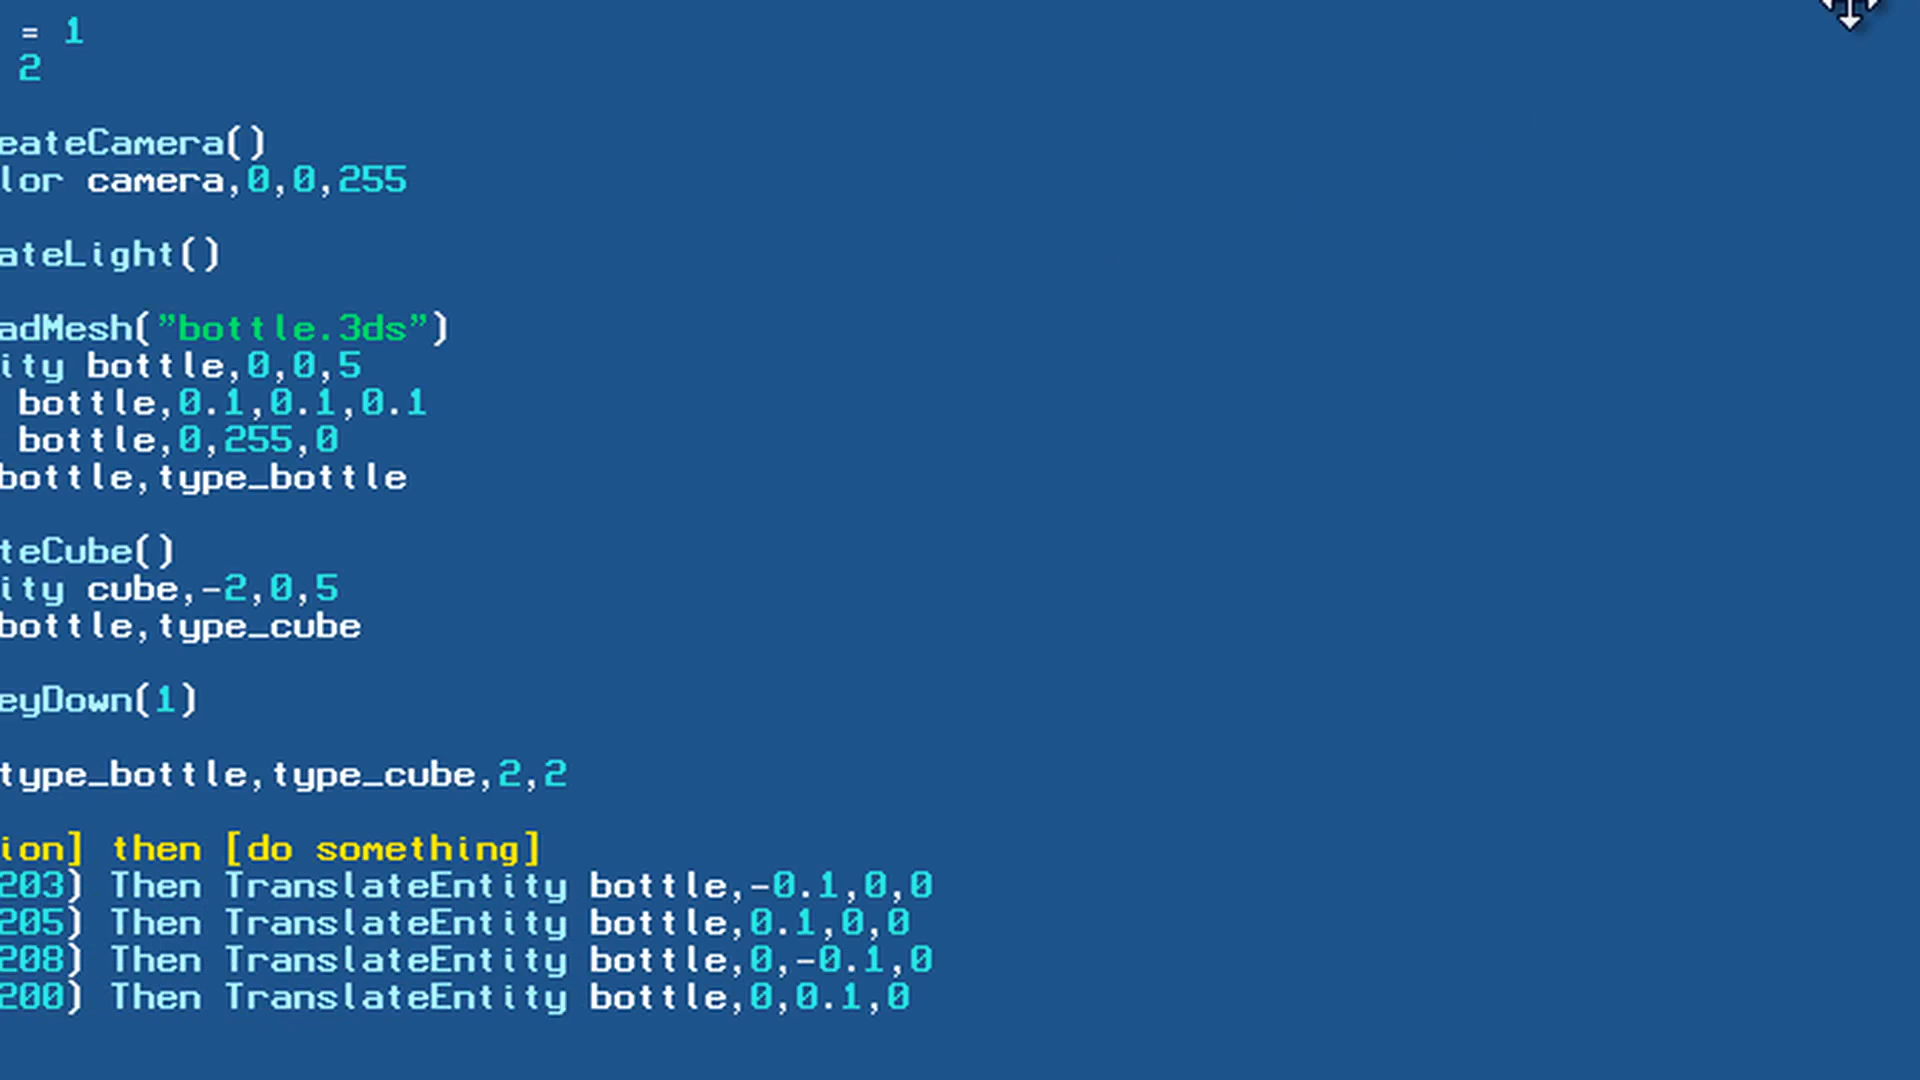 = 1
2
eateCamera()
lor camera,0,0,255
ateLight()
adMesh("bottle.3ds")
ity bottle,0,0,5
bottle,0.1,0.1,0.1
bottle,0,255,0
bottle,type_bottle
teCube()
ity cube,-2,0,5
bottle,type_cube
eyDown(1)
type_bottle,type_cube,2,2
ion] then [do something]
203) Then TranslateEntity bottle,-0.1,0,0
205) Then TranslateEntity bottle,0.1,0,0
208) Then TranslateEntity bottle,0,-0.1,0
200) Then TranslateEntity bottle,0,0.1,0